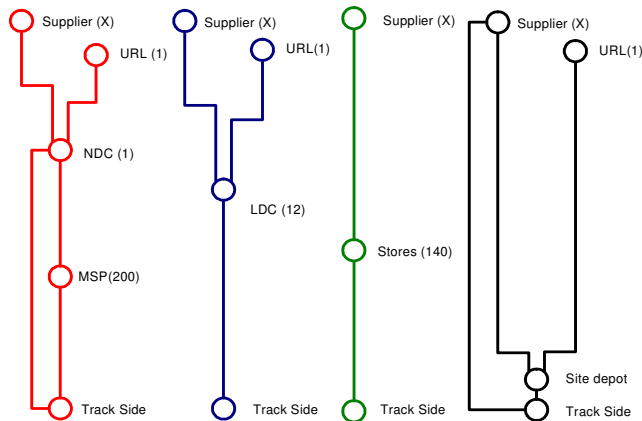 Supplier (X)
URL (1)
NDC (1)
MSP(200)
Track Side
Supplier (X)
URL(1)
LDC (12)
Track Side
Supplier (X)
Stores (140)
Track Side
Supplier (X)
URL(1)
Site depot
Track Side